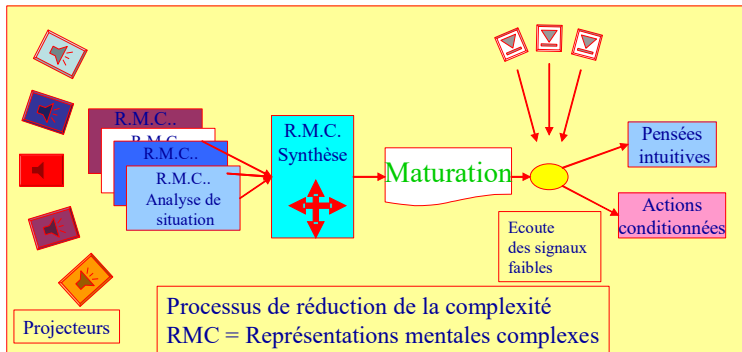 R.M.C..
R.M.C..
R.M.C..
R.M.C..
Analyse de
situation
R.M.C.
Synthèse
Maturation
Pensées
intuitives
Actions
conditionnées
Ecoute
des signaux
faibles
Projecteurs
Processus de réduction de la complexité
RMC = Représentations mentales complexes